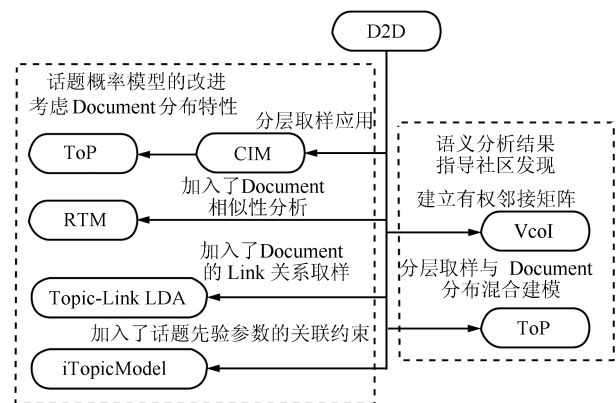 D2D
话题概率模型的改进
考虑Document分布特性
分层取样应用
ToP
CIM
加入了Document
相似性分析
RTM
加入了Document
的 Link 关系取样
Topic-Link LDA
加入了话题先验参数的关联约束
iTopicModel
语义分析结果
指导社区发现
建立有权邻接矩阵
VcoI
分层取样与 Document
分布混合建模
ToP